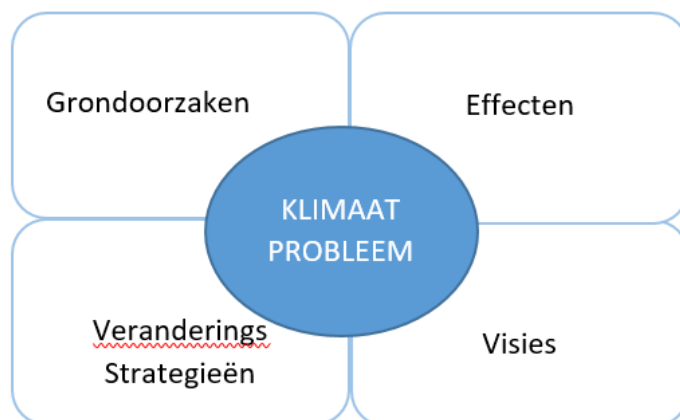 Grondoorzaken
Effecten
KLIMAAT
PROBLEEM
Veranderings
Strategieën
Visies